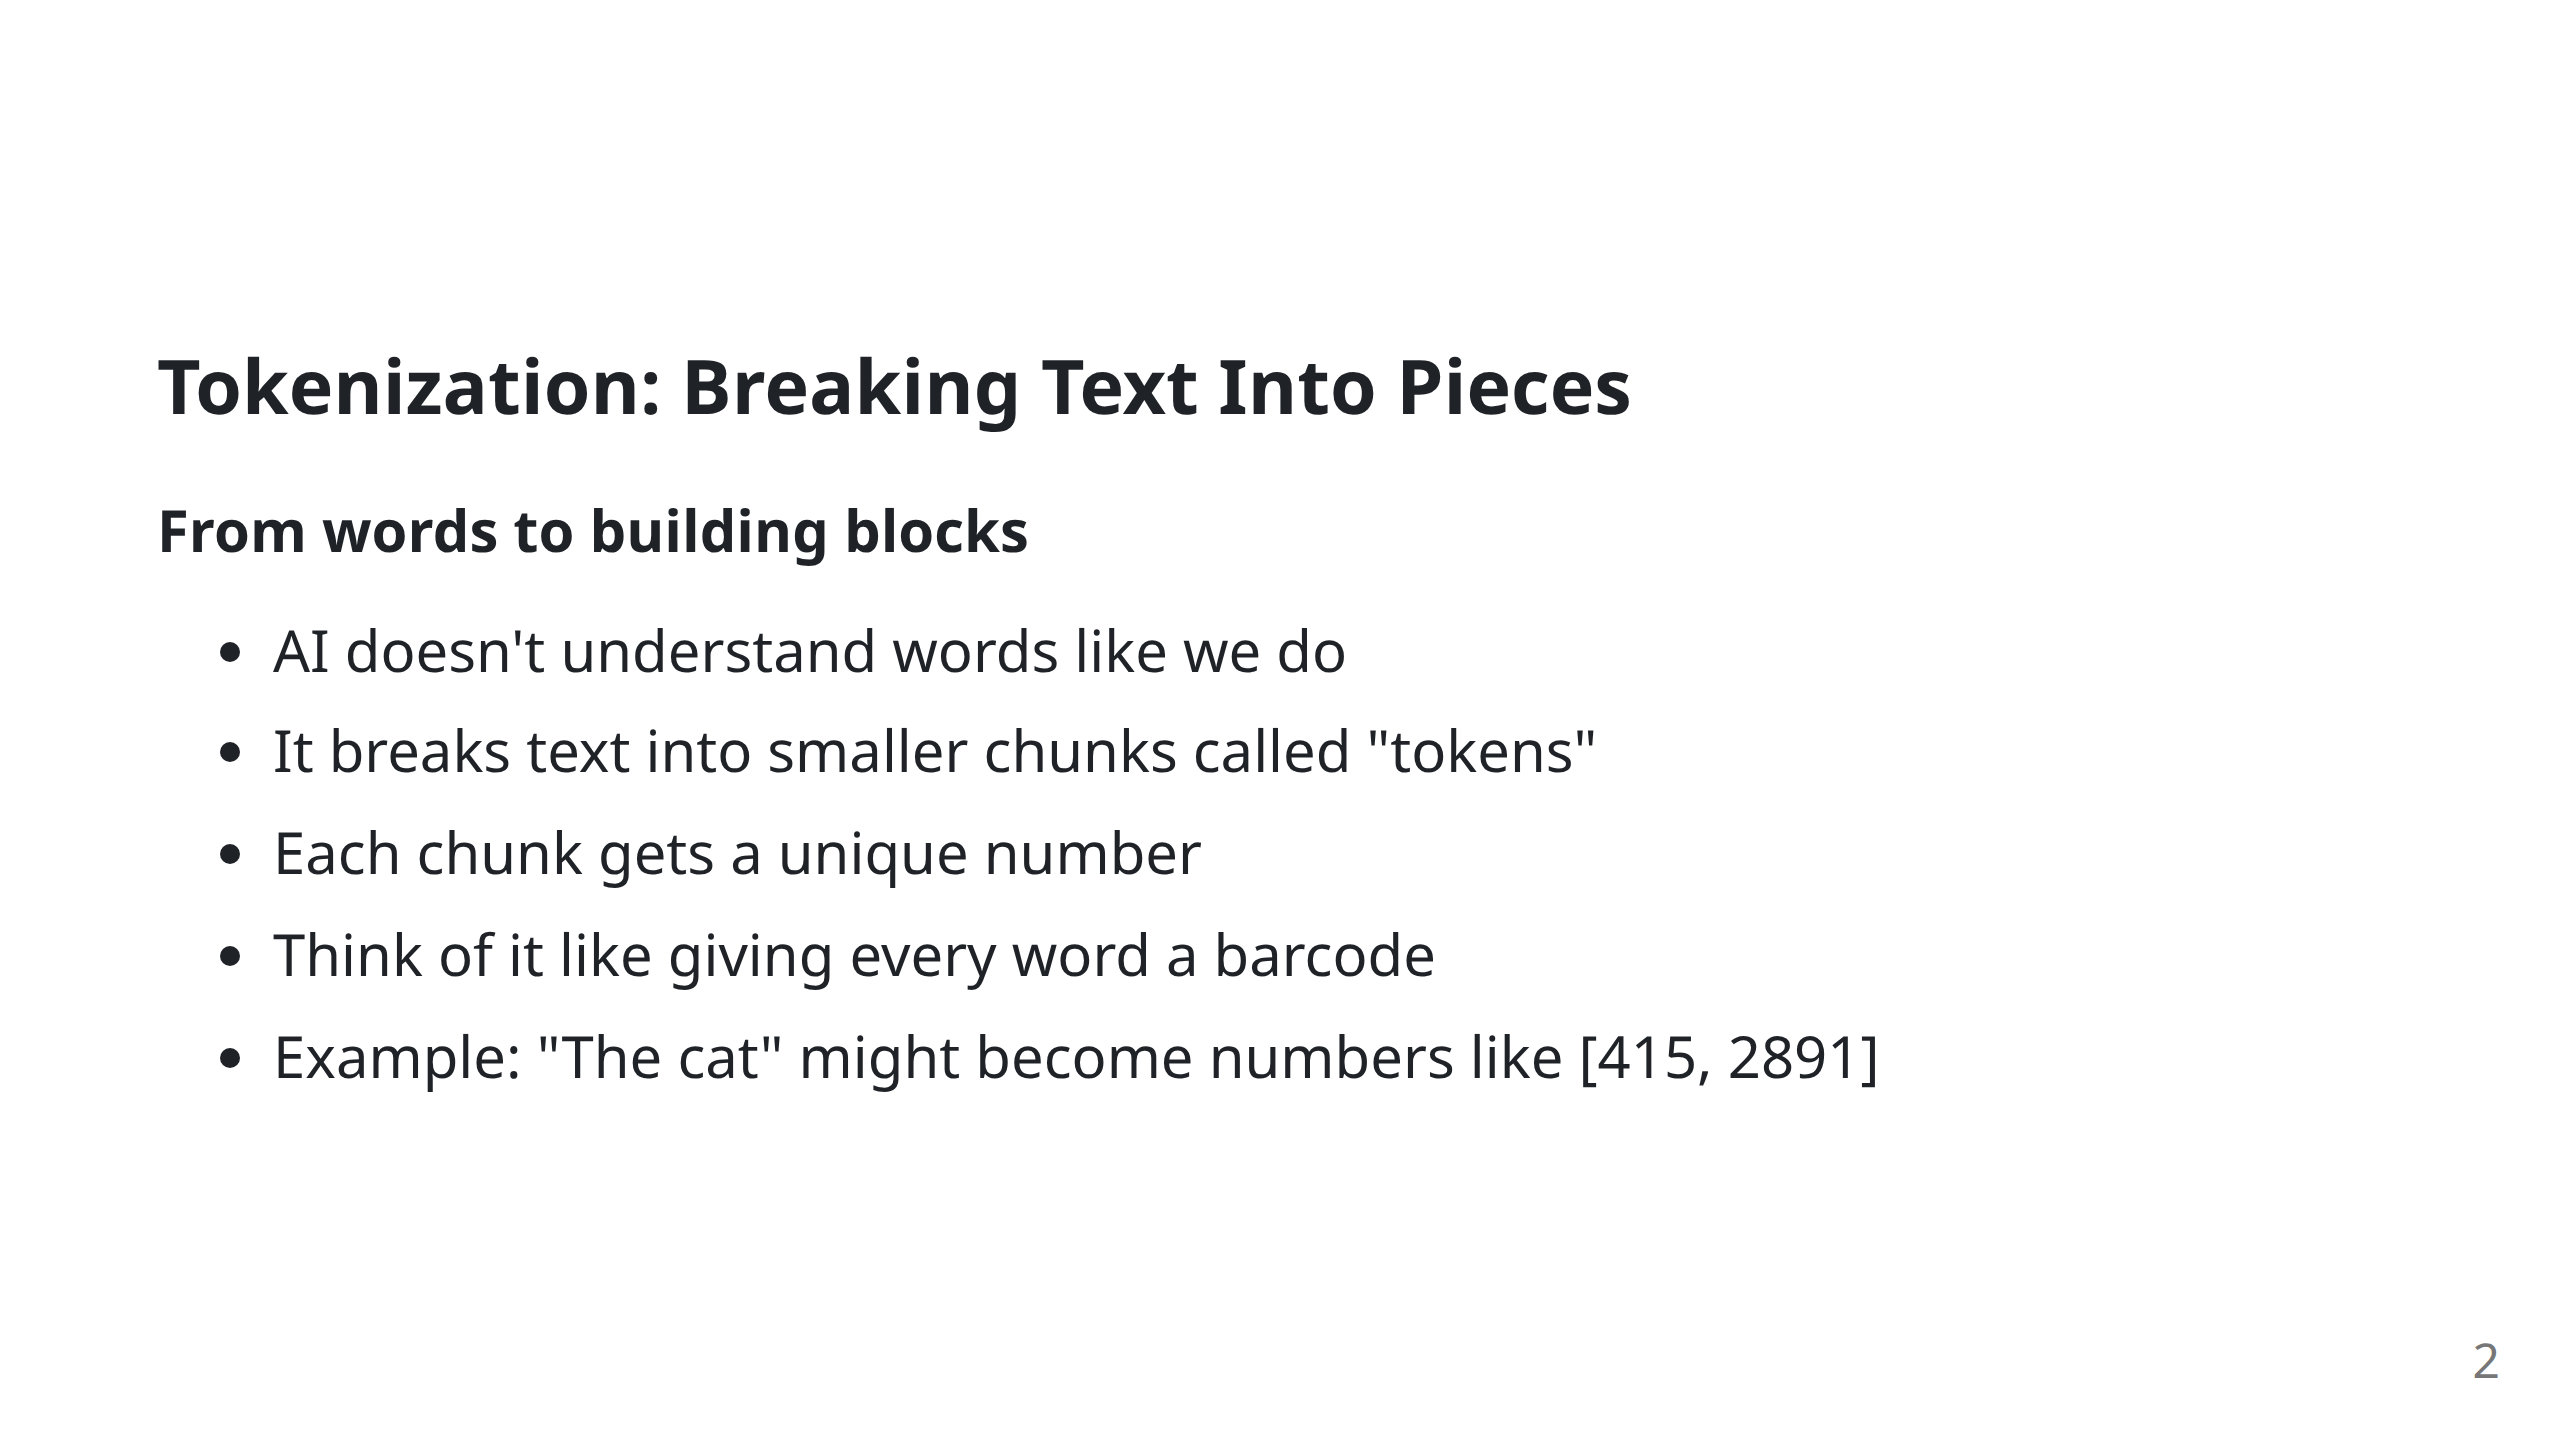 Tokenization: Breaking Text Into Pieces
From words to building blocks
• AI doesn't understand words like we do
• It breaks text into smaller chunks called "tokens"
• Each chunk gets a unique number
• Think of it like giving every word a barcode
• Example: "The cat" might become numbers like [415, 2891]
2